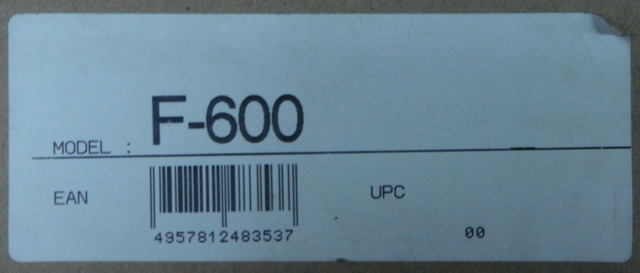 MODEL : F-600
EAN UPC
4957812483537
00